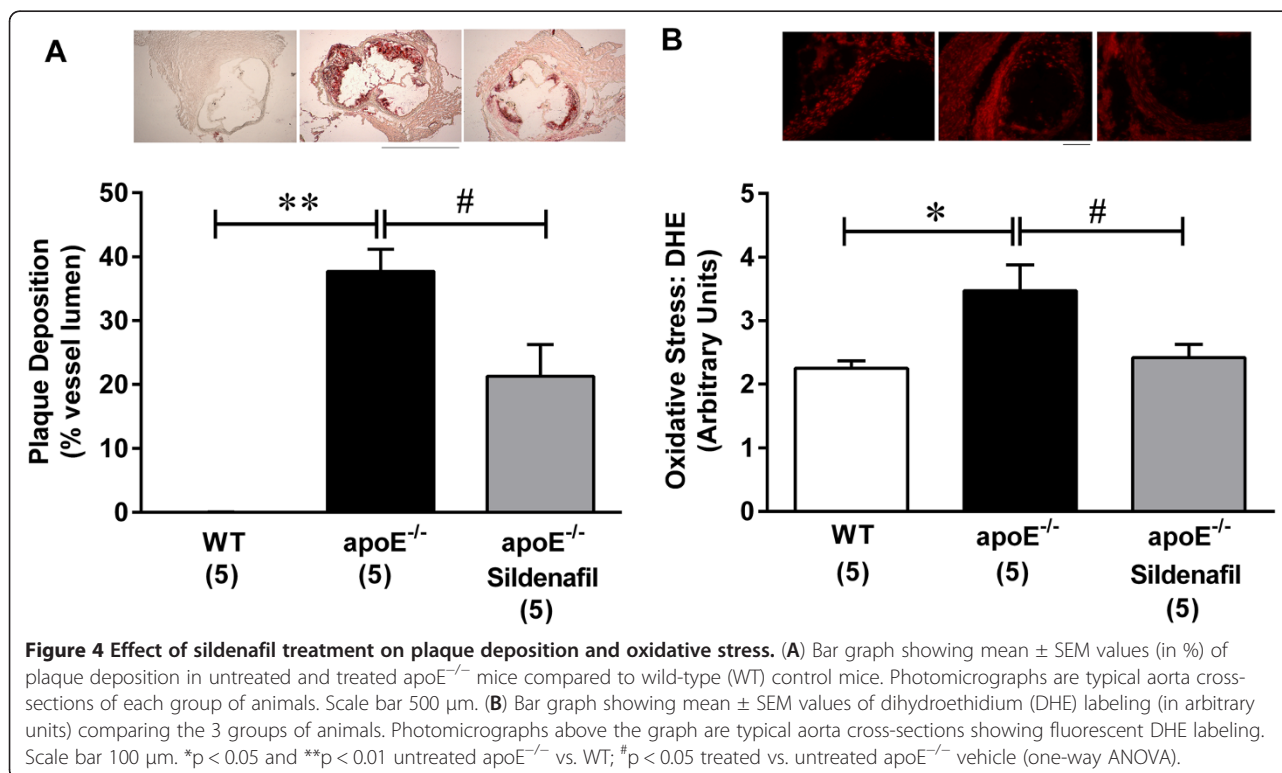 A
B
**
#
50
40
30
20
10
0
Plaque Deposition
(% vessel lumen)
WT
(5)
apoE-/-
(5)
apoE-/-
Sildenafil
(5)
*
#
5
4
3
2
1
0
Oxidative Stress: DHE
(Arbitrary Units)
WT
(5)
apoE-/-
(5)
apoE-/-
Sildenafil
(5)
Figure 4 Effect of sildenafil treatment on plaque deposition and oxidative stress. (A) Bar graph showing mean ± SEM values (in %) of
plaque deposition in untreated and treated apoE−/− mice compared to wild-type (WT) control mice. Photomicrographs are typical aorta cross-
sections of each group of animals. Scale bar 500 μm. (B) Bar graph showing mean ± SEM values of dihydroethidium (DHE) labeling (in arbitrary
units) comparing the 3 groups of animals. Photomicrographs above the graph are typical aorta cross-sections showing fluorescent DHE labeling.
Scale bar 100 μm. *p < 0.05 and **p < 0.01 untreated apoE−/− vs. WT; #p < 0.05 treated vs. untreated apoE−/− vehicle (one-way ANOVA).